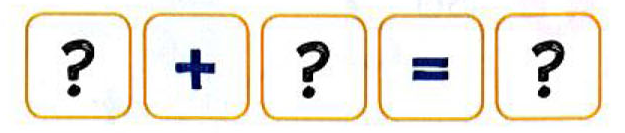 ? + ? = ?